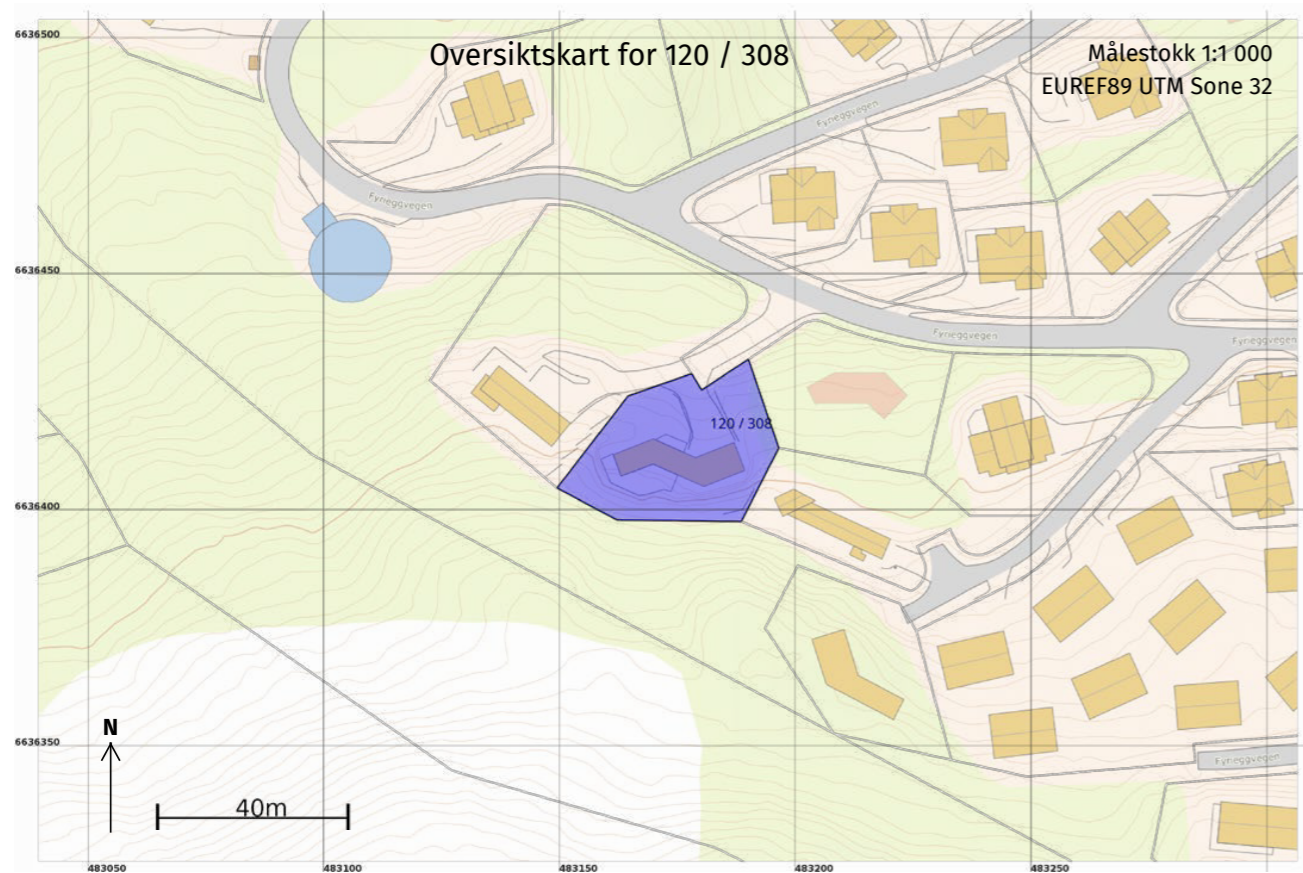 6636500
Oversiktskart for 120 / 308
Målestokk 1:1 000
EUREF89 UTM Sone 32
Fyneggvegen
Fyneggvegen
6636450
Fyneggvegen
Fyneggvegen
120 / 308
6636400
N
6636350
Fyneggvegen
40m
483050
483100
483150
483200
483250